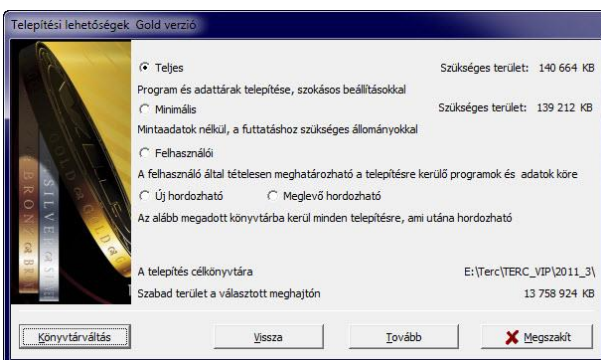 Telepítési lehetőségek Gold verzió
Teljes Szükséges terület: 140 664 KB
Program és adattárak telepítése, szokásos beállításokkal
Minimális Szükséges terület: 139 212 KB
Mintaadatok nélkül, a futtatáshoz szükséges állományokkal
Felhasználói
A felhasználó által tételesen meghatározható a telepítésre kerülő programok és adatok köre
Új hordozható Meglevő hordozható
Az alább megadott könyvtárba kerül minden telepítésre, ami utána hordozható
A telepítés célkönyvtára E:\Terc\TERC_VIP\2011_3\
Szabad terület a választott meghajtón 13 758 924 KB
Könyvtárváltás Vissza Tovább Megszakít
GOLD
SILVER
BRONZ